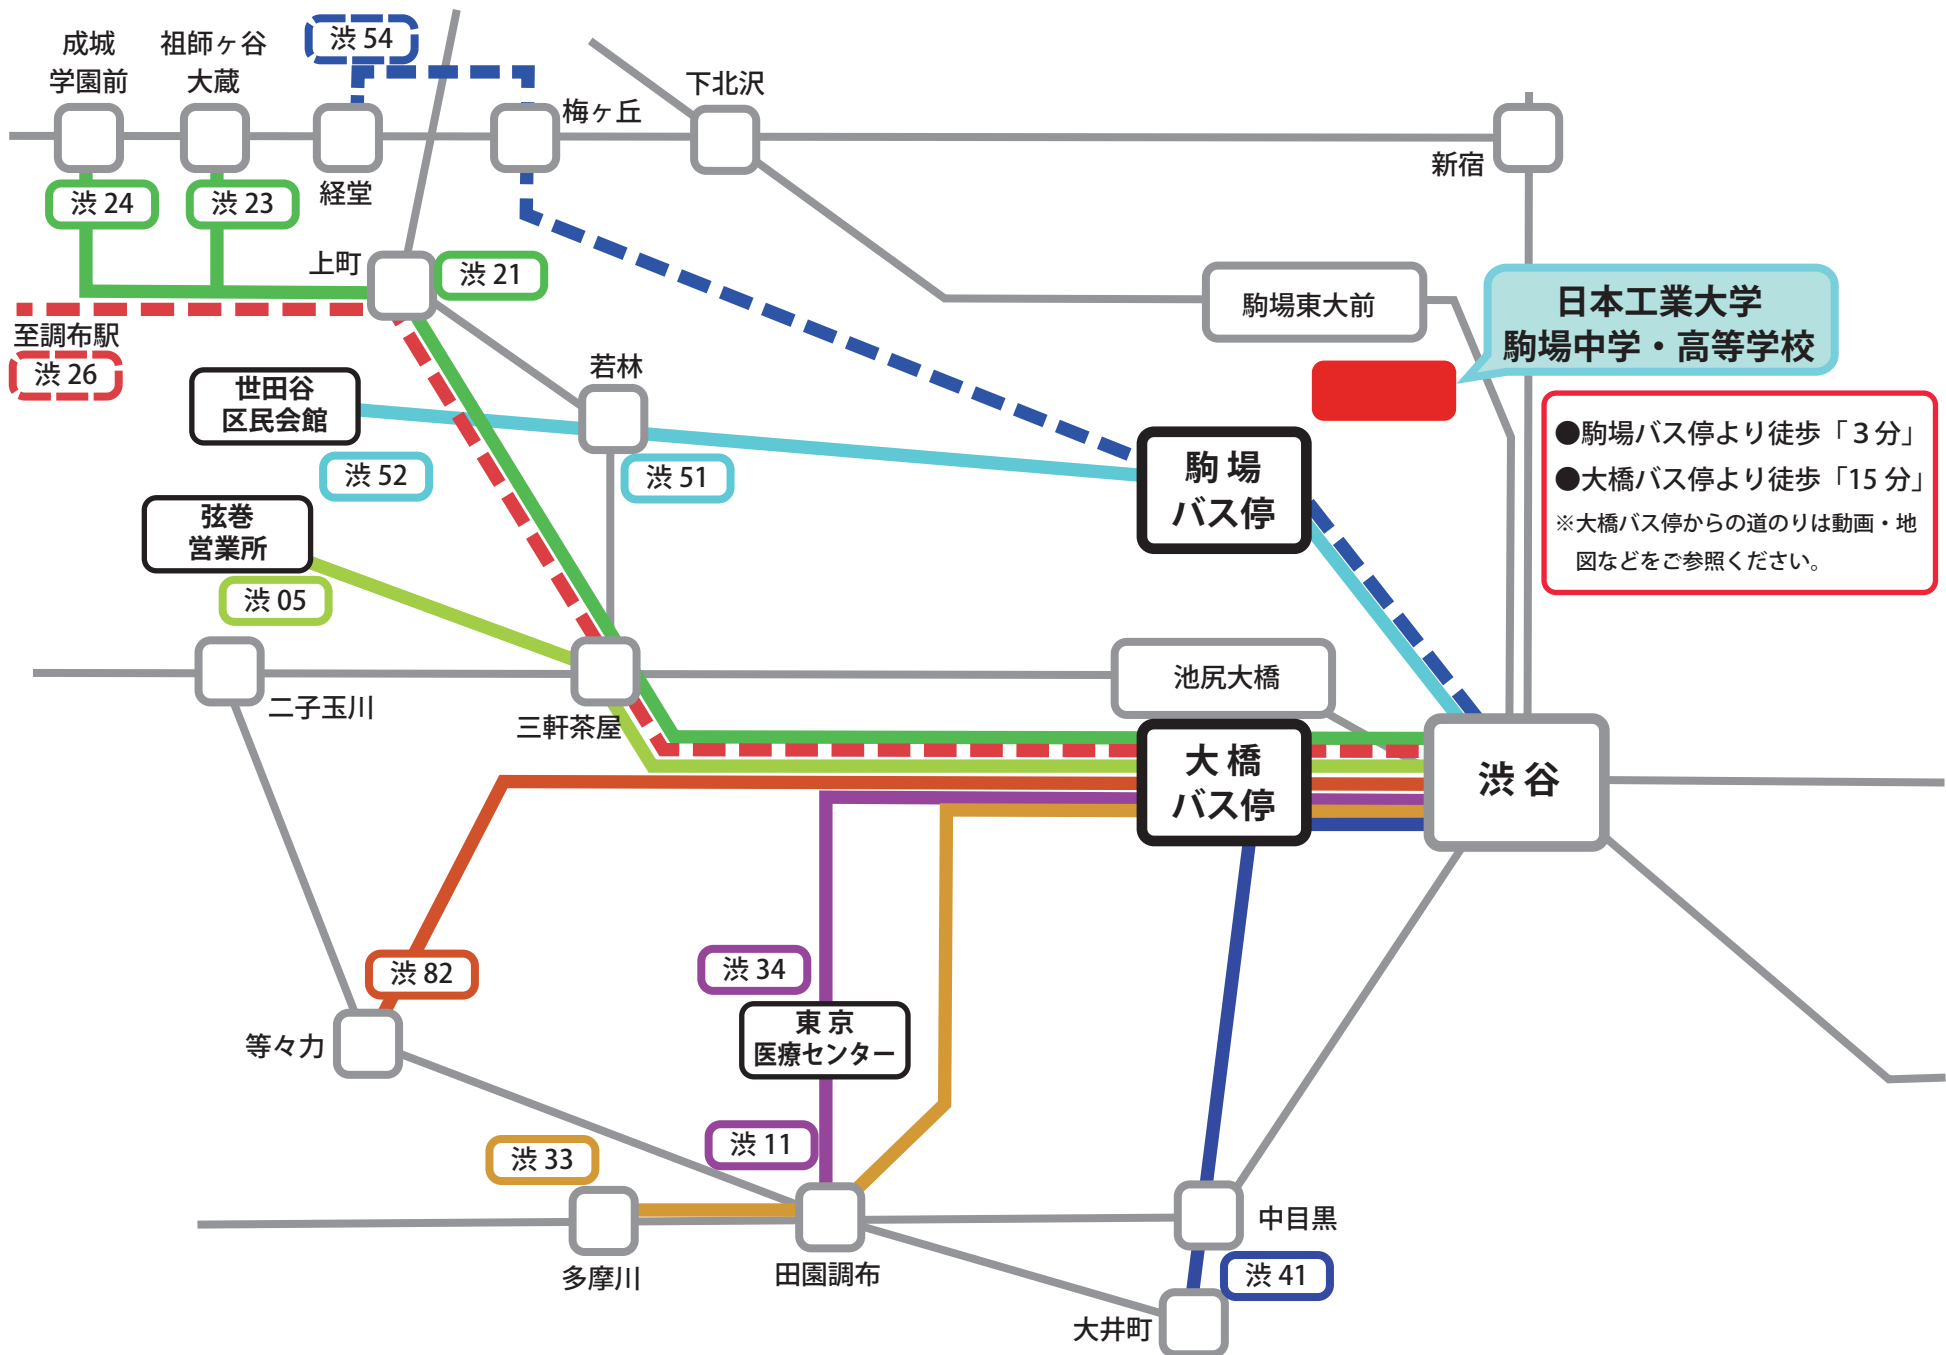 成城
学園前
祖師ヶ谷
大蔵
渋 54
梅ヶ丘
下北沢
新宿
渋 24
渋 23
経堂
上町
渋 21
至調布駅
渋 26
駒場東大前
日本工業大学
駒場中学・高等学校
世田谷
区民会館
若林
渋 52
渋 51
駒 場
バス停
●駒場バス停より徒歩「 3 分」
●大橋バス停より徒歩「15 分」
※大橋バス停からの道のりは動画・地
図などをご参照ください。
弦巻
営業所
渋 05
二子玉川
三軒茶屋
池尻大橋
大 橋
バス停
渋 谷
渋 82
渋 34
等々力
東 京
医療センター
渋 33
渋 11
多摩川
田園調布
中目黒
渋 41
大井町